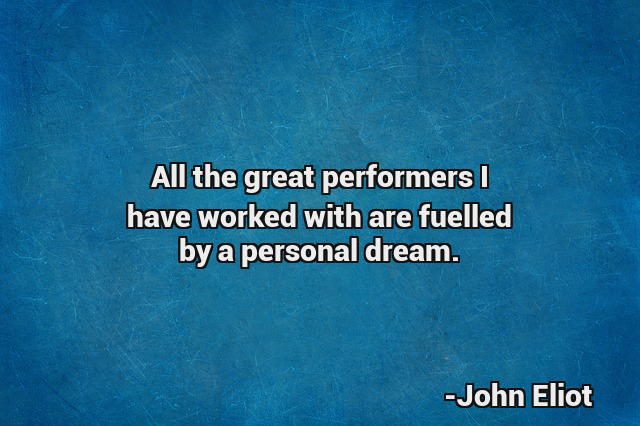 All the great performers I
have worked with are fuelled
by a personal dream.
-John Eliot